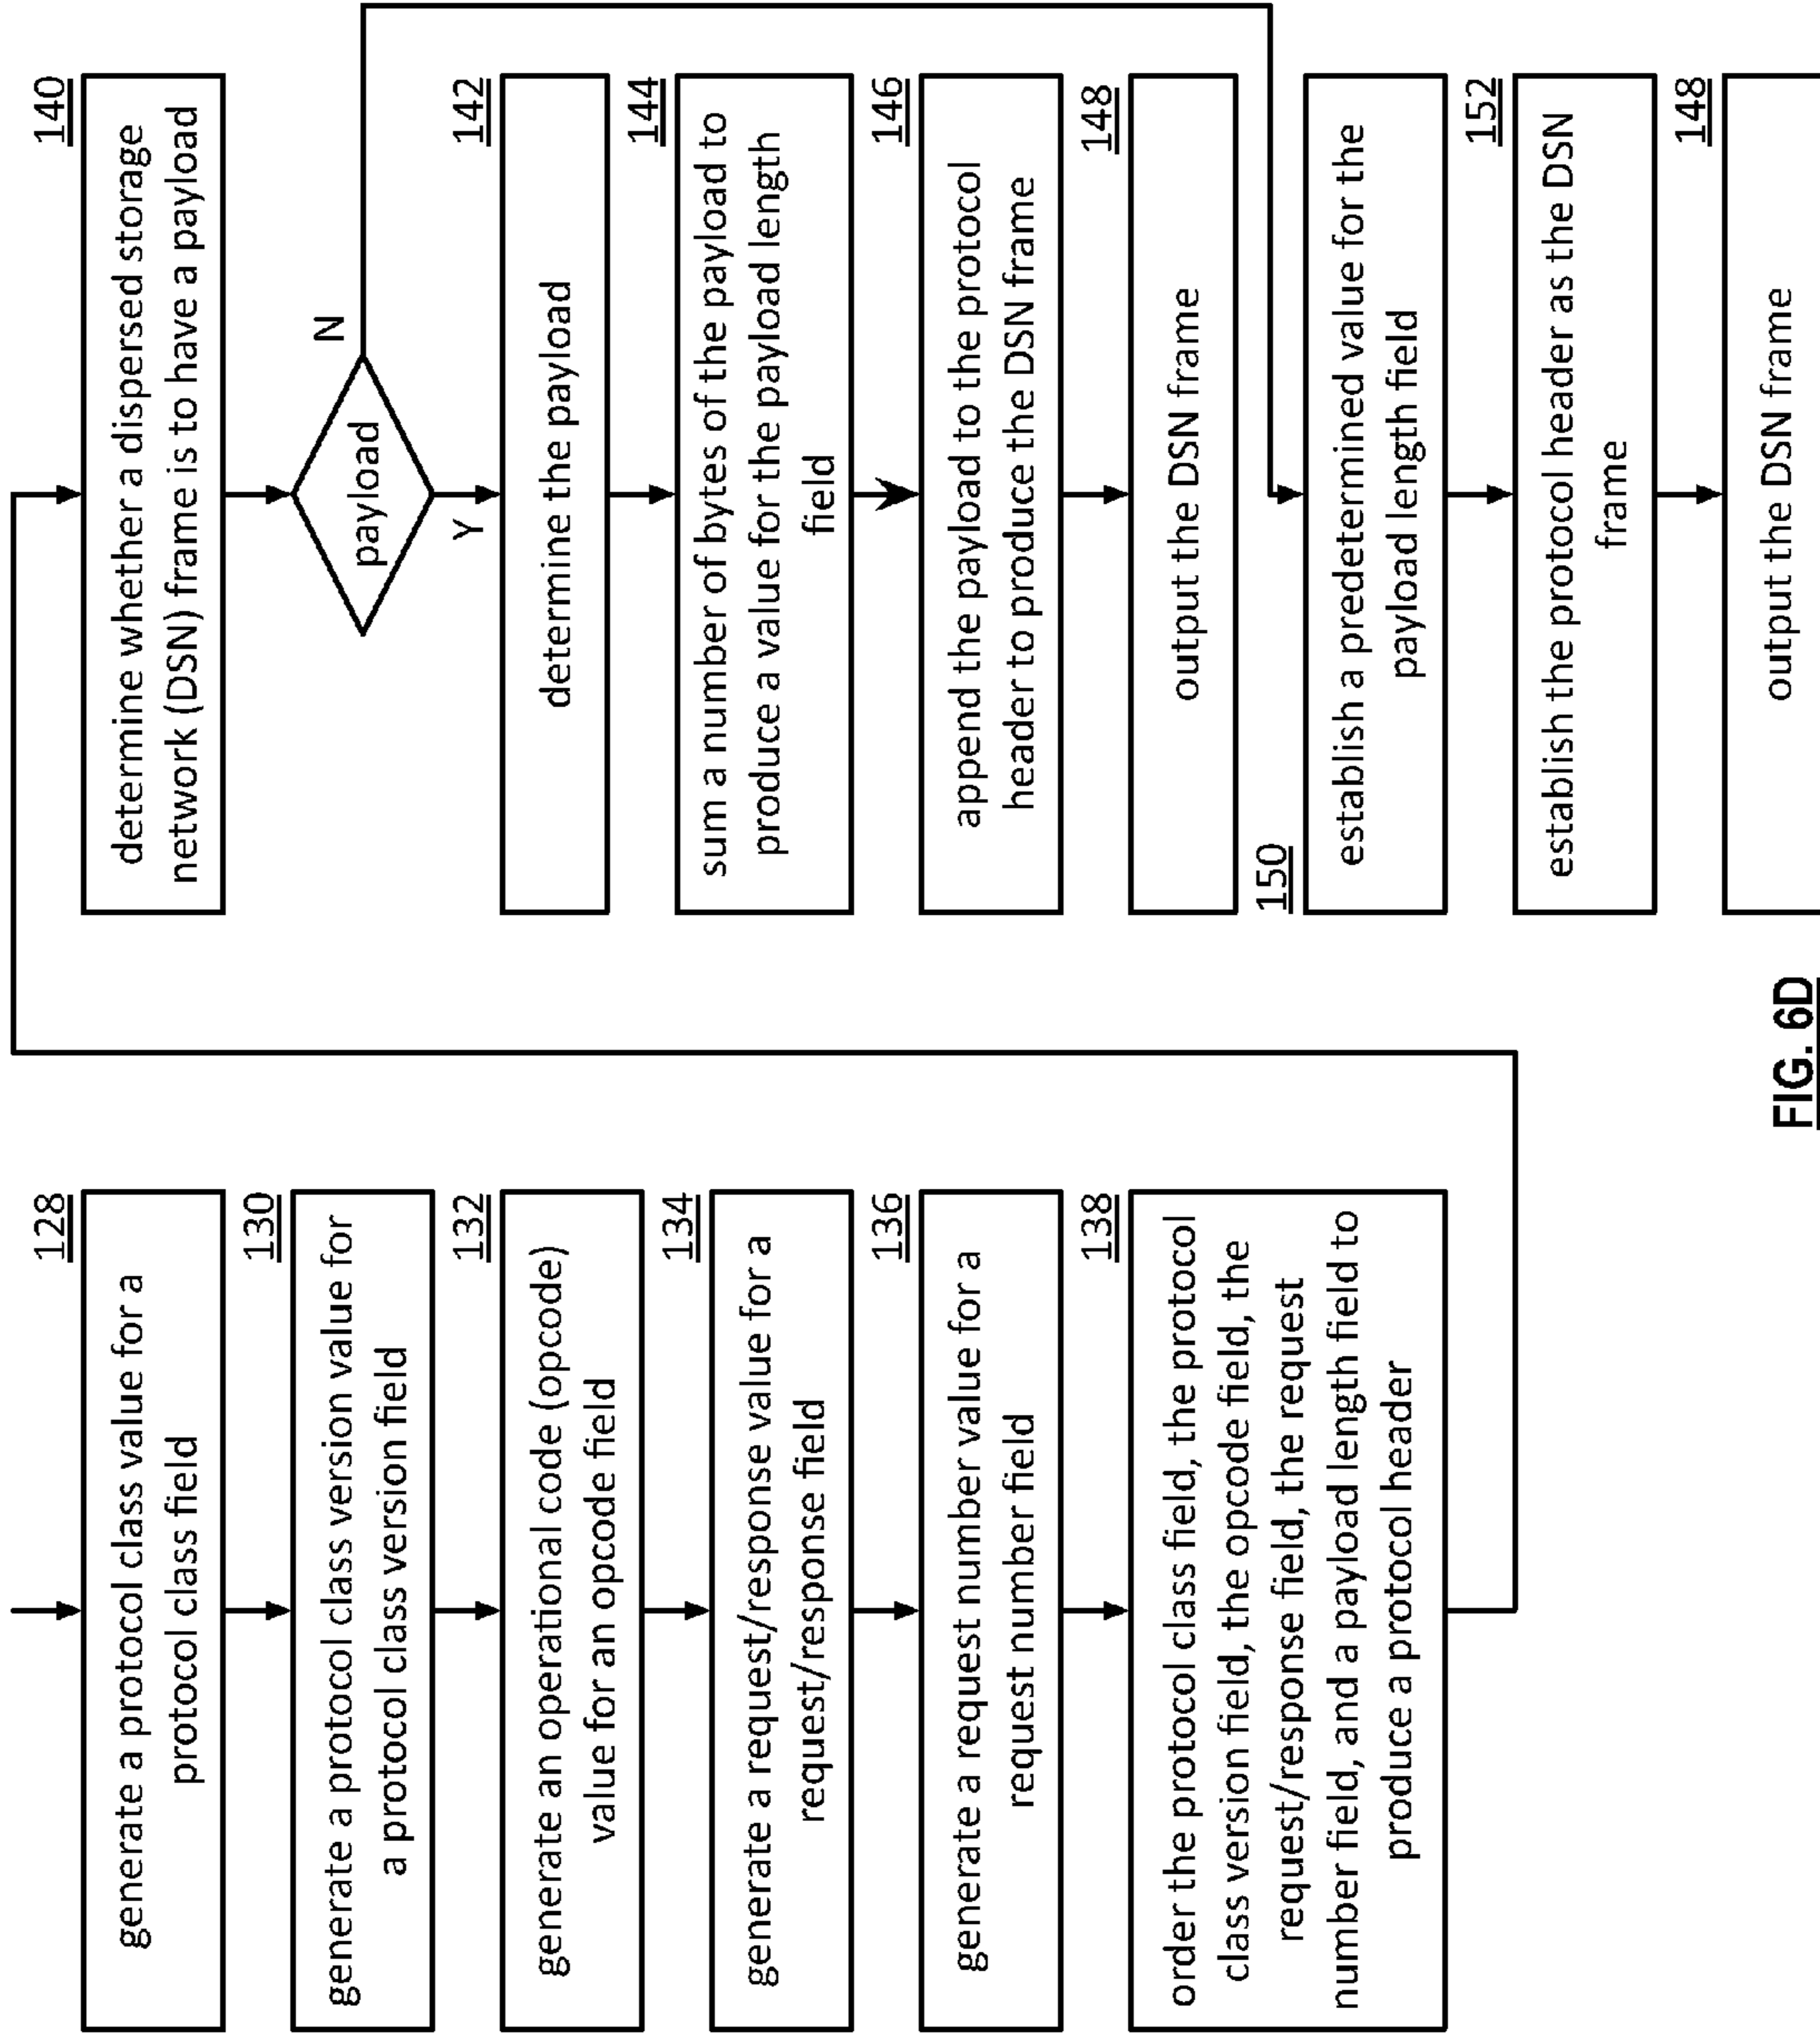 128
generate a protocol class value for a
protocol class field
130
generate a protocol class version value for
a protocol class version field
132
generate an operational code (opcode)
value for an opcode field
134
generate a request/response value for a
request/response field
136
generate a request number value for a
request number field
138
order the protocol class field, the protocol
class version field, the opcode field, the
request/response field, the request
number field, and a payload length field to
produce a protocol header
140
determine whether a dispersed storage
network (DSN) frame is to have a payload
payload
N
Y
142
determine the payload
144
sum a number of bytes of the payload to
produce a value for the payload length
field
146
append the payload to the protocol
header to produce the DSN frame
148
output the DSN frame
150
establish a predetermined value for the
payload length field
152
establish the protocol header as the DSN
frame
148
output the DSN frame
FIG. 6D